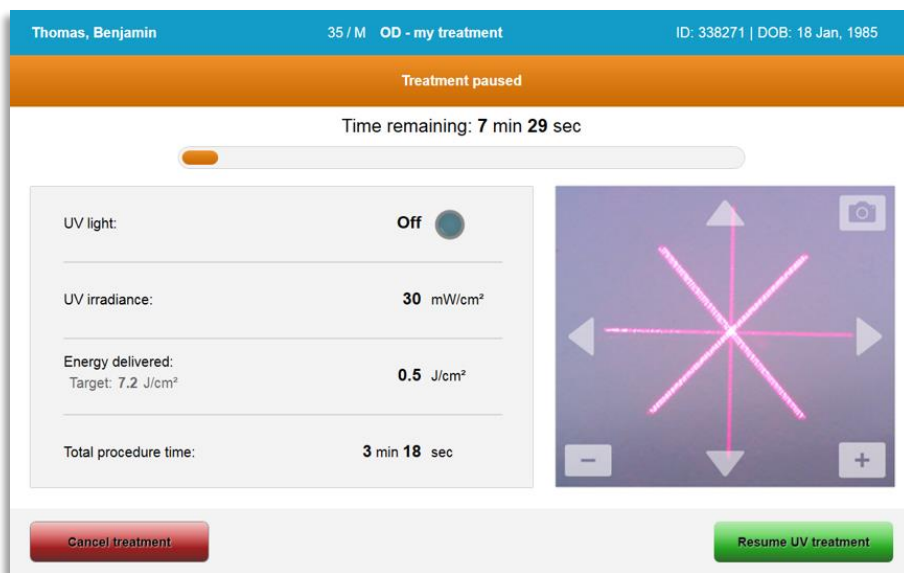 Thomas, Benjamin 35 / M OD - my treatment ID: 338271 | DOB: 18 Jan, 1985
Treatment paused
Time remaining: 7 min 29 sec
UV light: Off
UV irradiance: 30 mW/cm²
Energy delivered: 0.5 J/cm²
Target: 7.2 J/cm²
Total procedure time: 3 min 18 sec
Cancel treatment Resume UV treatment